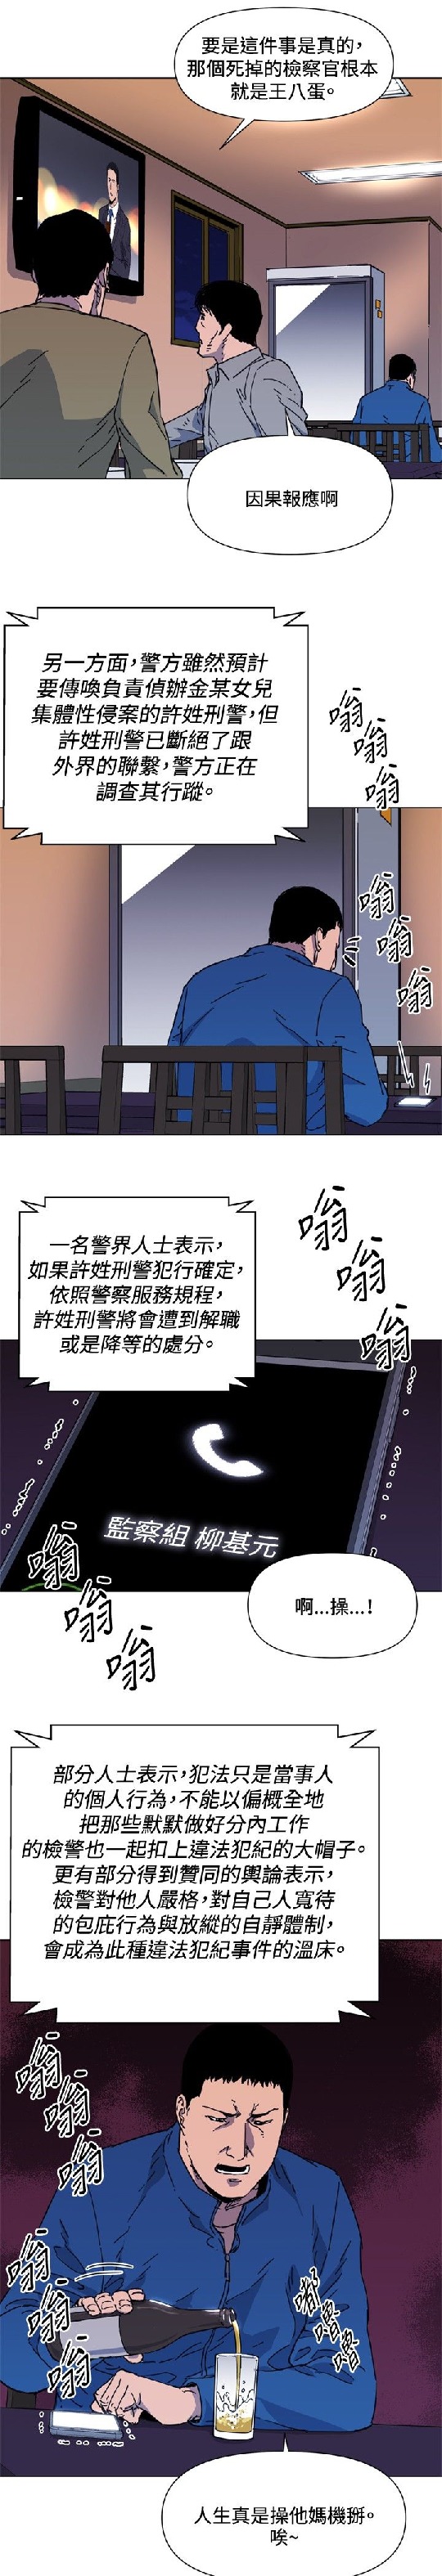 要是這件事是真的,
那個死掉的檢察官根本
就是王八蛋。
因果報應啊
另一方面,警方雖然預計
要傳喚負責偵辦金某女兒
集體性侵案的許姓刑警,但
許姓刑警已斷絕了跟
外界的聯繫,警方正在
調查其行蹤。
嗡
嗡
嗡
嗡
嗡
嗡
一名警界人士表示,
如果許姓刑警犯行確定,
依照警察服務規程,
許姓刑警將會遭到解職
或是降等的處分。
嗡
嗡
嗡
監察組 柳基元
嗡
嗡
嗡
啊...操...!
部分人士表示,犯法只是當事人
的個人行為,不能以偏概全地
把那些默默做好分內工作
的檢警也一起扣上違法犯紀的大帽子。
更有部分得到贊同的輿論表示,
檢警對他人嚴格,對自己人寬待
的包庇行為與放縱的自靜體制,
會成為此種違法犯紀事件的溫床。
嗡
嗡
嗡
嗡
嗡
嗡
嘟
嚕
嚕
人生真是操他媽機掰。
唉~